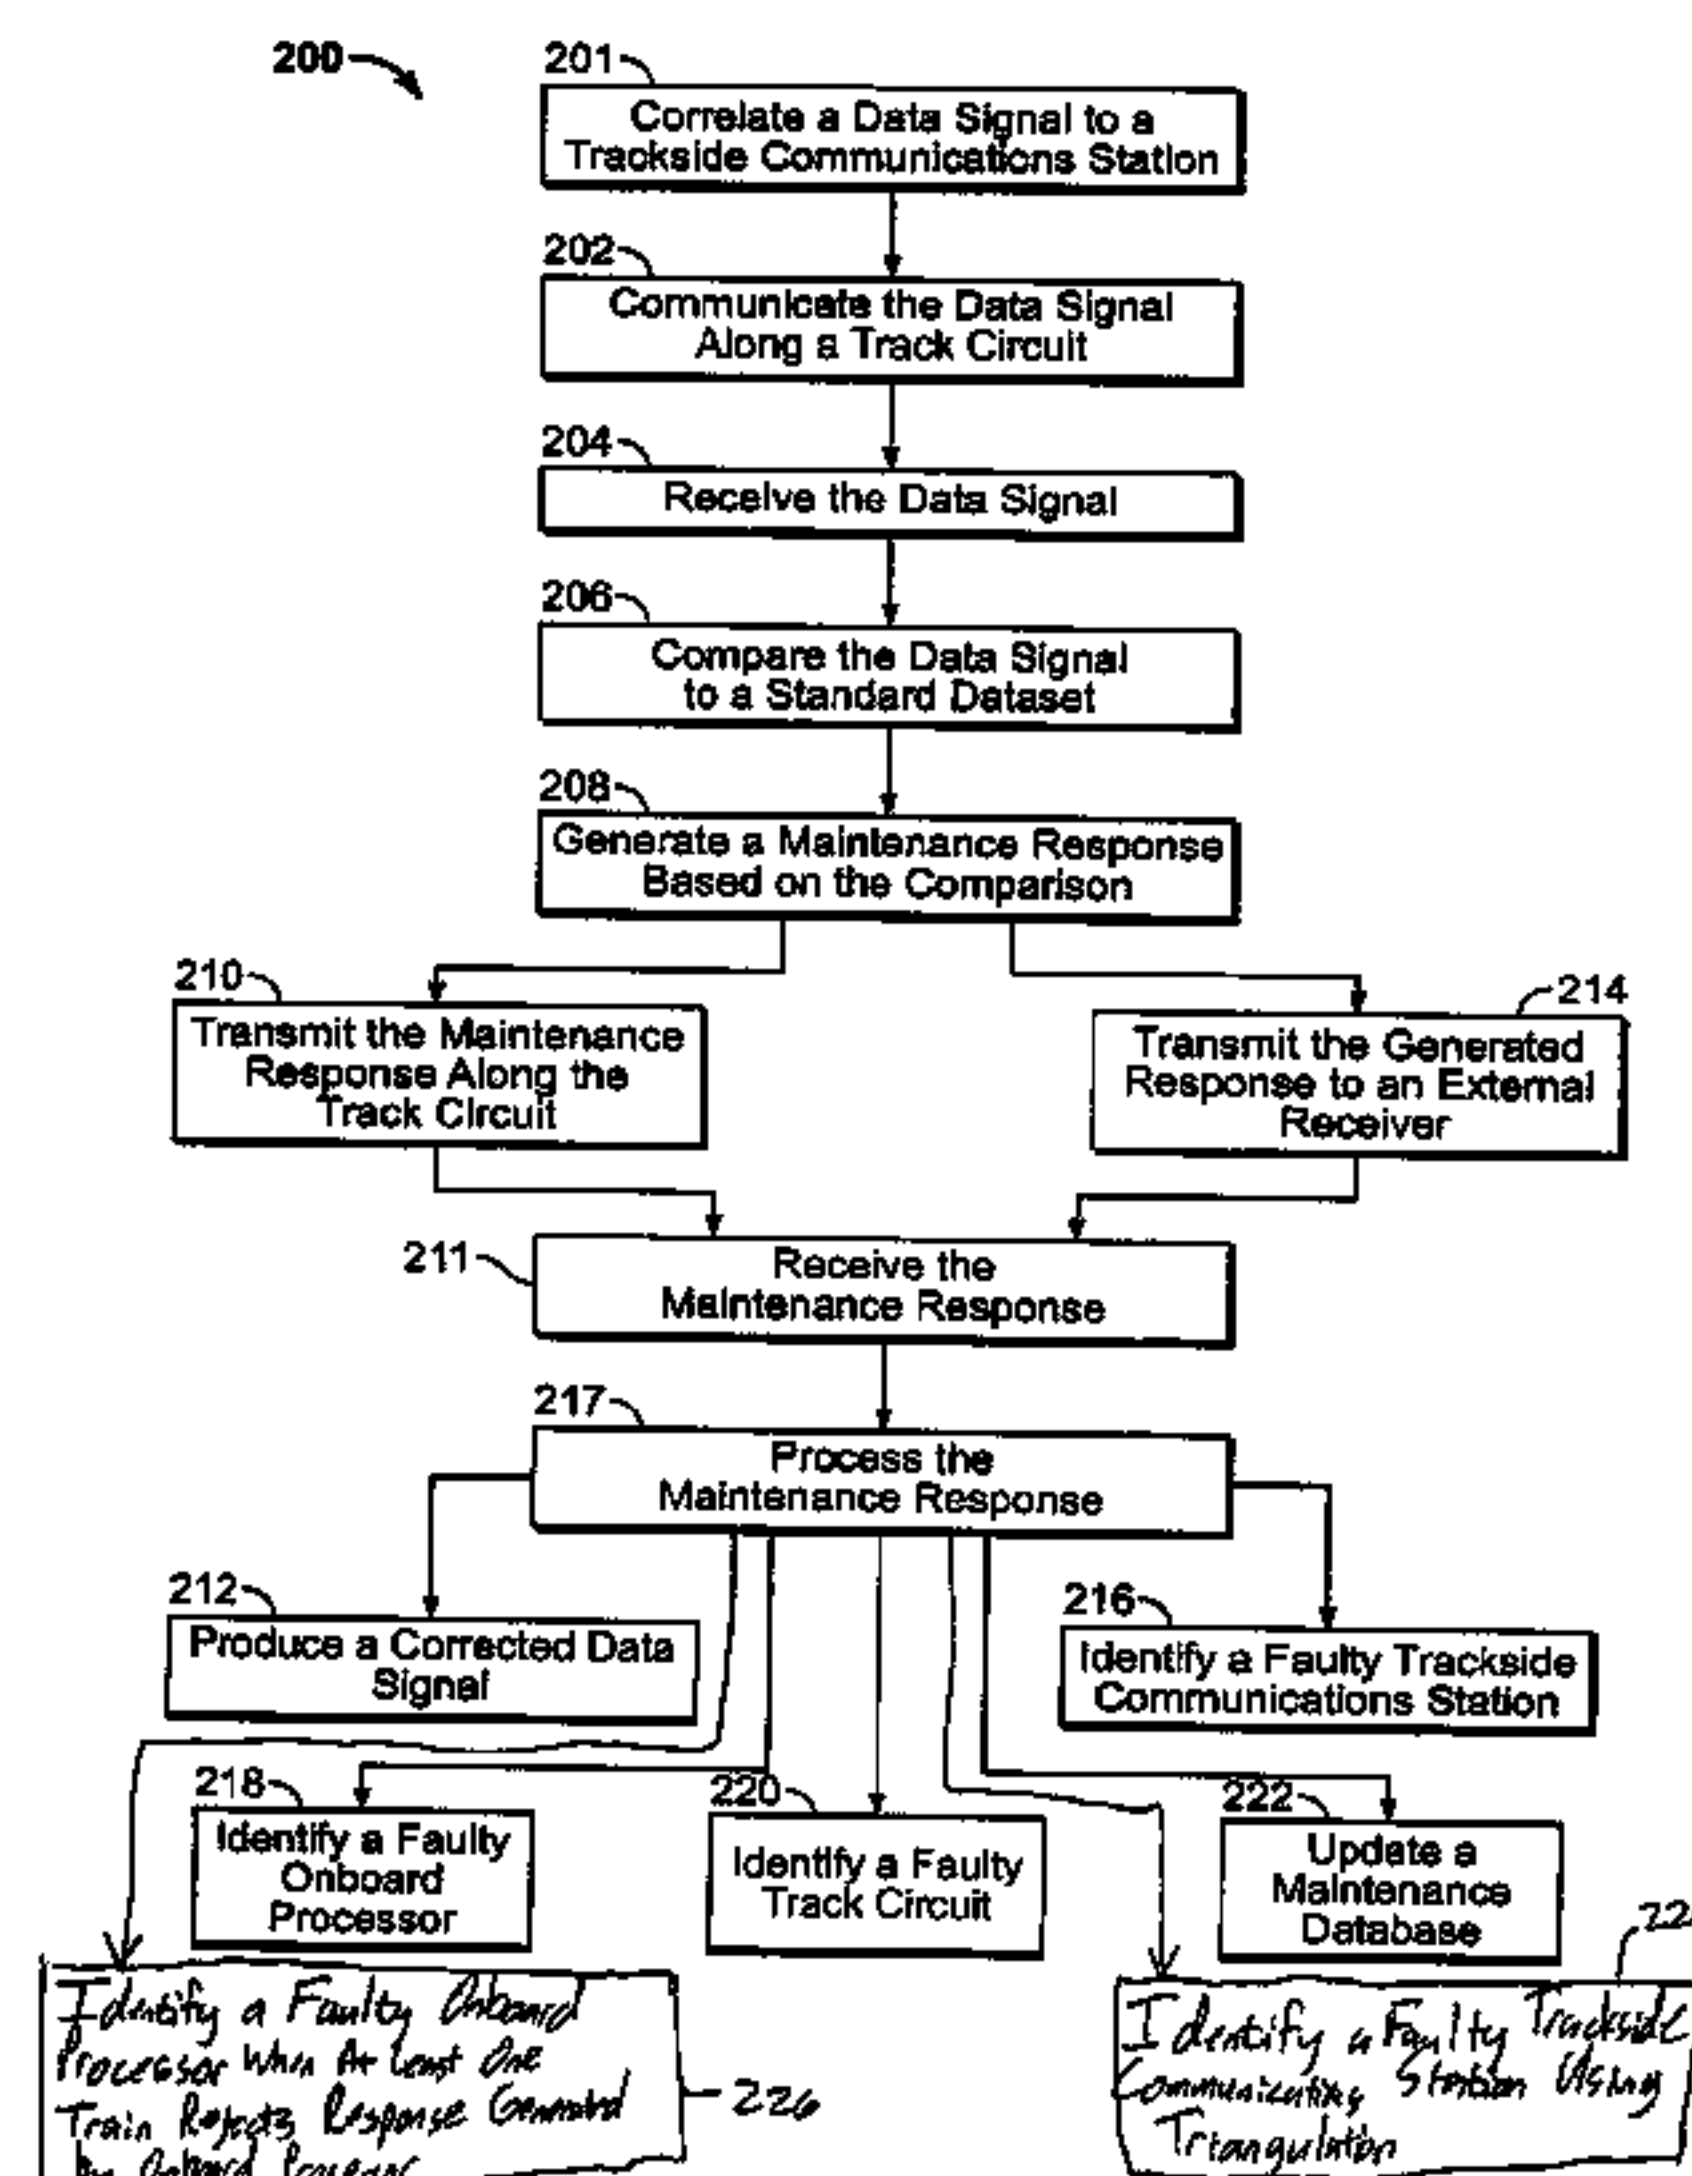 200
201
Correlate a Data Signal to a
Trackside Communications Station
202
Communicate the Data Signal
Along a Track Circuit
204
Receive the Data Signal
206
Compare the Data Signal
to a Standard Dataset
208
Generate a Maintenance Response
Based on the Comparison
210
Transmit the Maintenance
Response Along the
Track Circuit
214
Transmit the Generated
Response to an External
Receiver
211
Receive the
Maintenance Response
217
Process the
Maintenance Response
212
Produce a Corrected Data
Signal
216
Identify a Faulty Trackside
Communications Station
218
Identify a Faulty
Onboard
Processor
220
Identify a Faulty
Track Circuit
222
Update a
Maintenance
Database
Identify a Faulty Onboard
Processor When At Least One
Train Rejects Response Generated
By Onboard Processor
226
Identify a Faulty Trackside
Communications Station Using
Triangulation